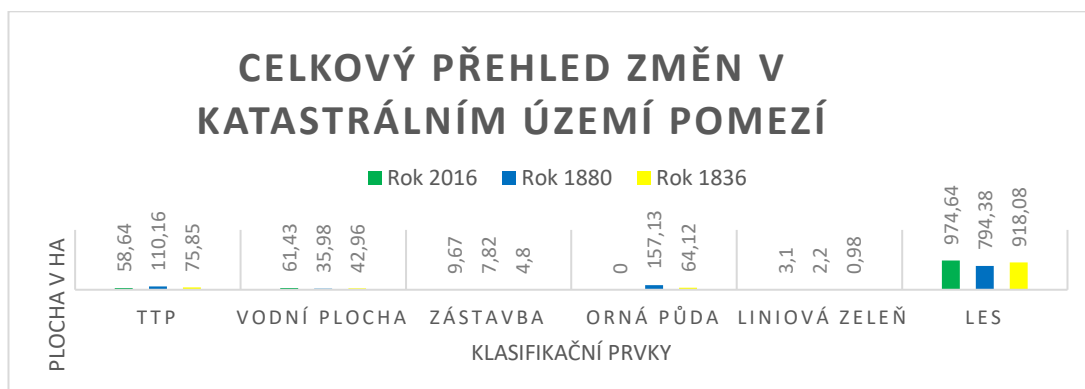 CELKOVÝ PŘEHLED ZMĚN V
KATASTRÁLNÍM ÚZEMÍ POMEZÍ
Rok 2016 Rok 1880 Rok 1836
PLOCHA V HA
58,64 110,16 75,85
61,43 35,98 42,96
9,67 7,82 4,8
0 157,13 64,12
3,1 2,2 0,98
974,64 794,38 918,08
TTP VODNÍ PLOCHA ZÁSTAVBA ORNÁ PŮDA LINIOVÁ ZELEŇ LES
KLASIFIKAČNÍ PRVKY